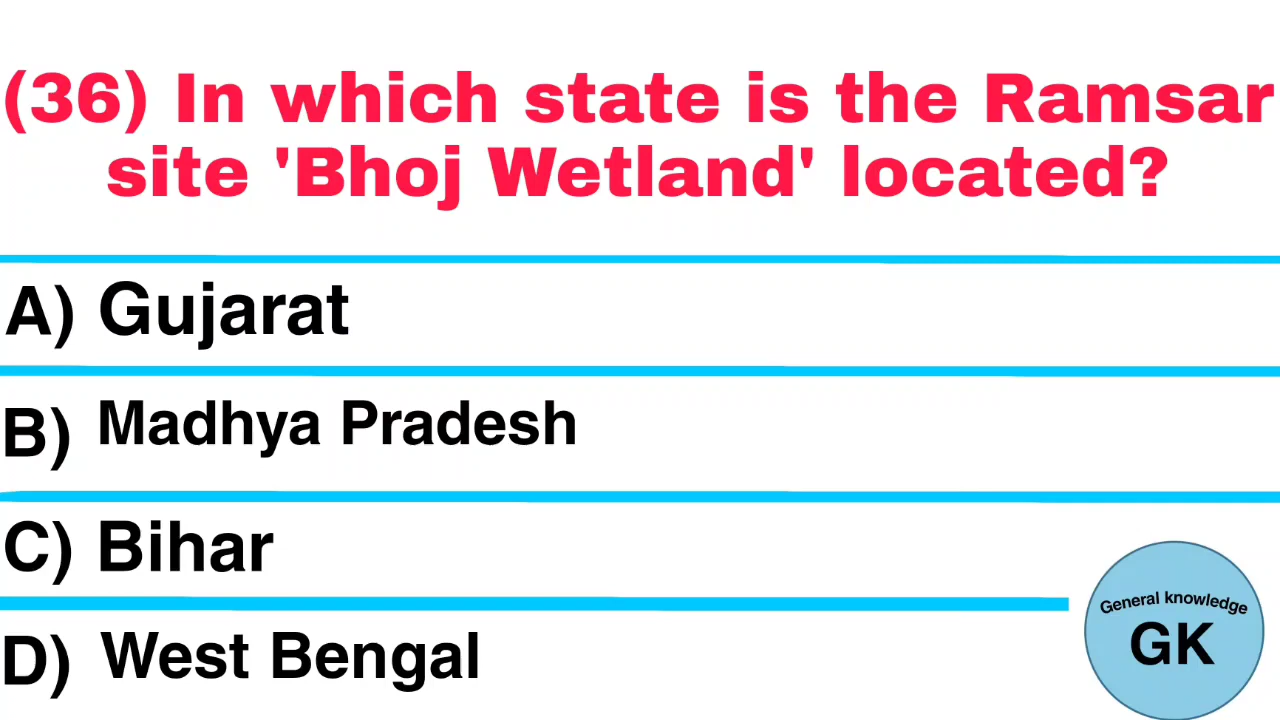 (36) In which state is the Ramsar
site 'Bhoj Wetland' located?
A) Gujarat
B) Madhya Pradesh
C) Bihar
D) West Bengal
General knowledge
GK